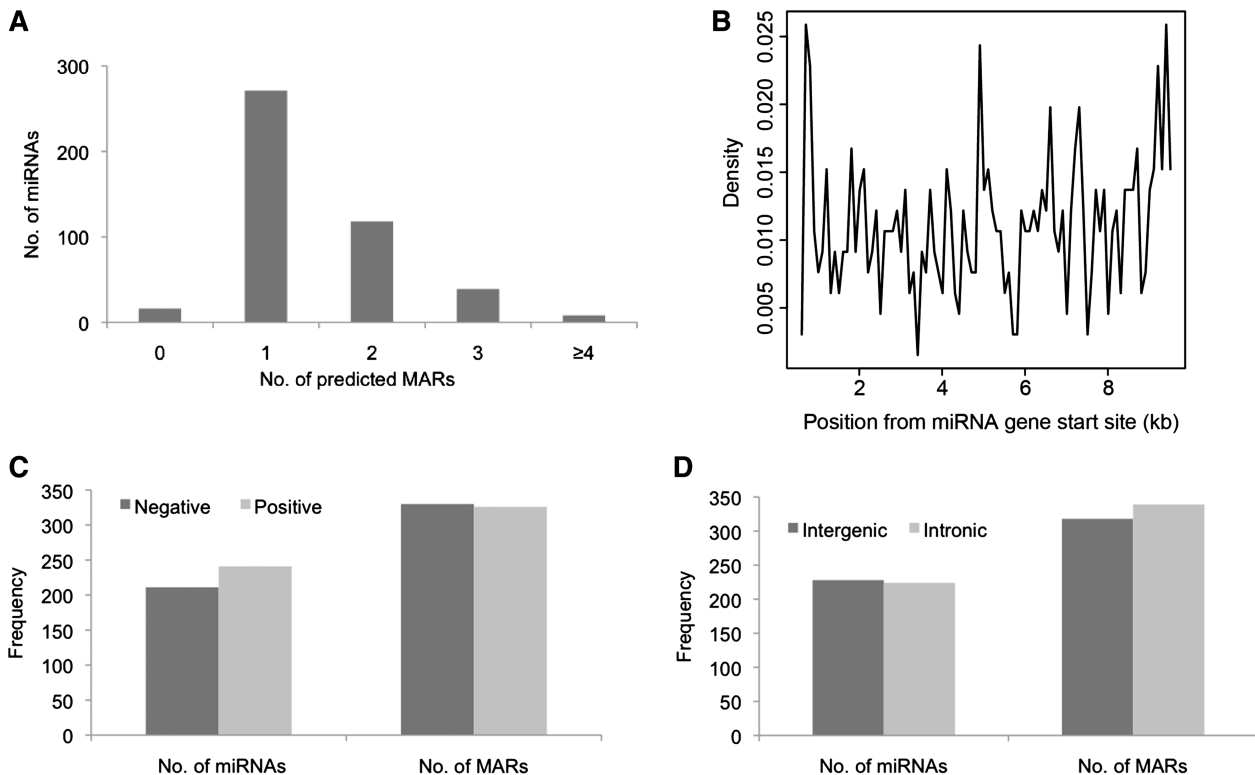 A
No. of miRNAs
300
200
100
0
0 1 2 3 ≥4
No. of predicted MARs
B
Density
0.025
0.020
0.015
0.010
0.005
2 4 6 8
Position from miRNA gene start site (kb)
C
Frequency
350
300
250
200
150
100
50
0
Negative Positive
No. of miRNAs No. of MARs
D
Frequency
350
300
250
200
150
100
50
0
Intergenic Intronic
No. of miRNAs No. of MARs